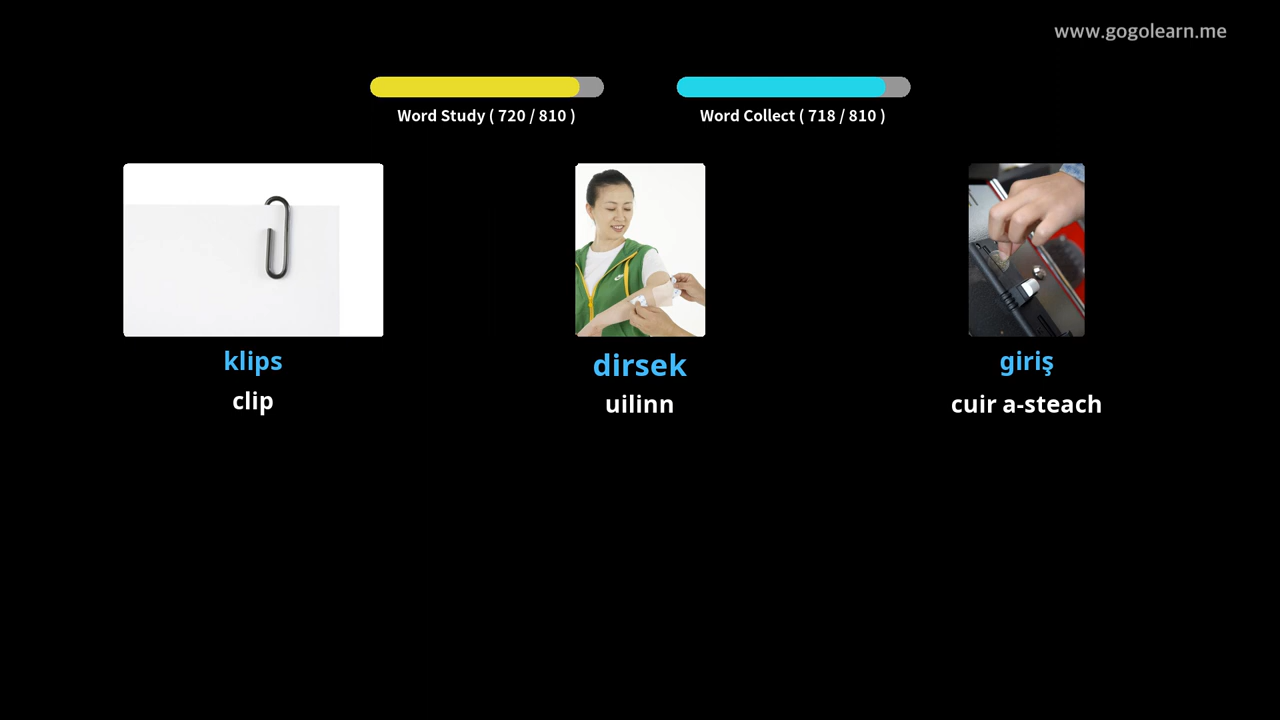 www.gogolearn.me
Word Study ( 720 / 810 )
Word Collect ( 718 / 810 )
klips
clip
dirsek
uilinn
giriş
cuir a-steach